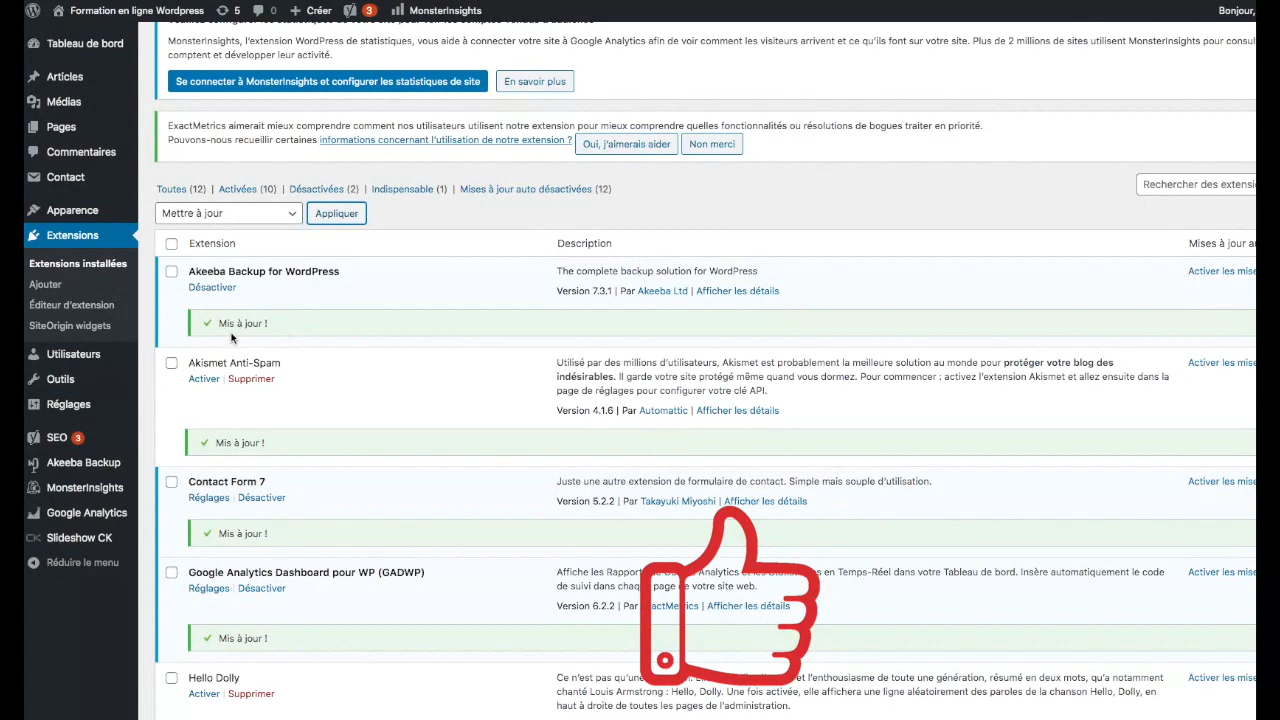 Formation en ligne Wordpress 5 0 Créer 3 MonsterInsights Bonjour,
Tableau de bord
Articles
Médias
Pages
Commentaires
Contact
Apparence
Extensions
Extensions installées
Ajouter
Éditeur d'extension
SiteOrigin widgets
Utilisateurs
Outils
Réglages
SEO 3
Akeeba Backup
MonsterInsights
Google Analytics
CK Slideshow CK
Réduire le menu
MonsterInsights, l'extension WordPress de statistiques, vous aide à connecter votre site à Google Analytics afin de voir comment les visiteurs arrivent et ce qu'ils font sur votre site. Plus de 2 millions de sites utilisent MonsterInsights pour
comptent et développer leur activité.
Se connecter à MonsterInsights et configurer les statistiques de site En savoir plus
ExactMetrics aimerait mieux comprendre comment nos utilisateurs utilisent notre extension pour mieux comprendre quelles fonctionnalités ou résolutions de bogues traiter en priorité.
Pouvons-nous recueillir certaines informations concernant l'utilisation de notre extension ? Oui, j'aimerais aider Non merci
Toutes (12) | Activées (10) | Désactivées (2) | Indispensable (1) | Mises à jour auto désactivées (12)
Rechercher des extensi
Mettre à jour Appliquer
Extension Description Mises à jour au
Akeeba Backup for WordPress The complete backup solution for WordPress Activer les mise
Désactiver Version 7.3.1 | Par Akeeba Ltd | Afficher les détails
Mis à jour !
Akismet Anti-Spam Utilisé par des millions d'utilisateurs, Akismet est probablement la meilleure solution au monde pour protéger votre blog des Activer les mise
Activer | Supprimer indésirables. Il garde votre site protégé même quand vous dormez. Pour commencer : activez l'extension Akismet et allez ensuite dans la
page de réglages pour configurer votre clé API.
Version 4.1.6 | Par Automattic | Afficher les détails
Mis à jour !
Contact Form 7 Juste une autre extension de formulaire de contact. Simple mais souple d'utilisation. Activer les mise
Réglages | Désactiver Version 5.2.2 | Par Takayuki Miyoshi | Afficher les détails
Mis à jour !
Google Analytics Dashboard pour WP (GADWP) Affiche les Rapports Google Analytics et les en Temps-Réel dans votre Tableau de bord. Insère automatiquement le code Activer les mise
Réglages | Désactiver de suivi dans chaque page de votre site web.
Version 6.2.2 | Par ExactMetrics | Afficher les détails
Mis à jour !
Hello Dolly Ce n'est pas qu'une et l'enthousiasme de toute une génération, résumé en deux mots, qu'a notamment Activer les mise
Activer | Supprimer chanté Louis Armstrong : Hello, Dolly. Une fois activée, elle affichera une ligne aléatoirement des paroles de la chanson Hello, Dolly, en
haut à droite de toutes les pages de l'administration.